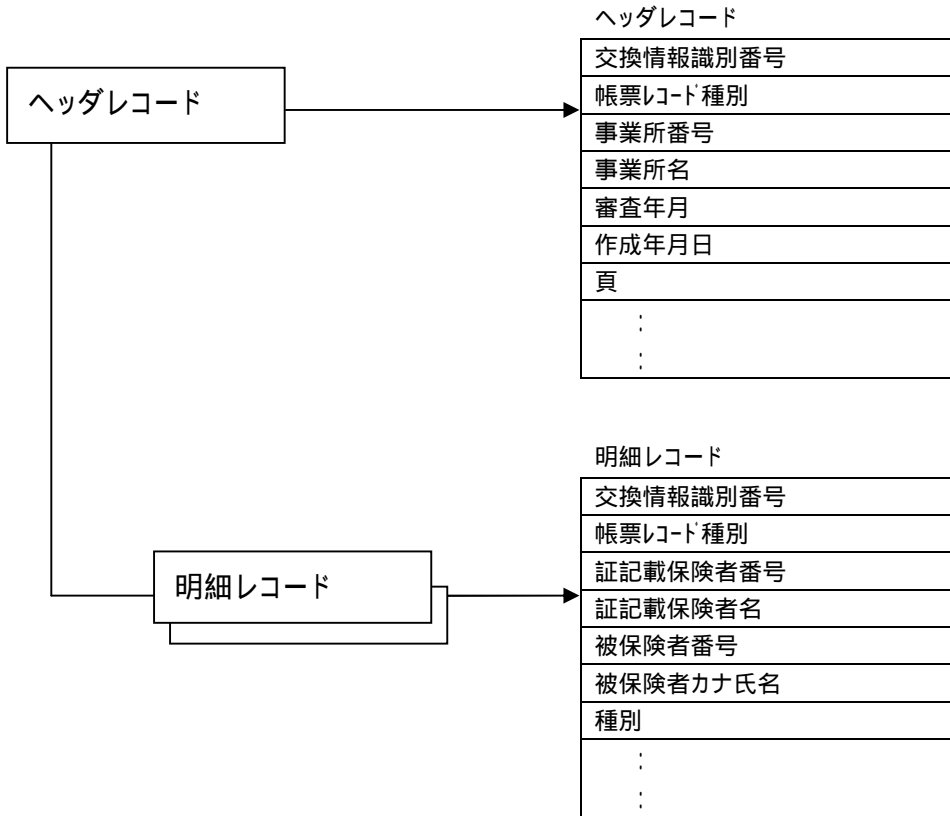 ヘッダレコード
ヘッダレコード
交換情報識別番号
帳票ﾚｺｰﾄﾞ種別
事業所番号
事業所名
審査年月
作成年月日
頁
:
:
明細レコード
明細レコード
交換情報識別番号
帳票ﾚｺｰﾄﾞ種別
証記載保険者番号
証記載保険者名
被保険者番号
被保険者カナ氏名
種別
:
: